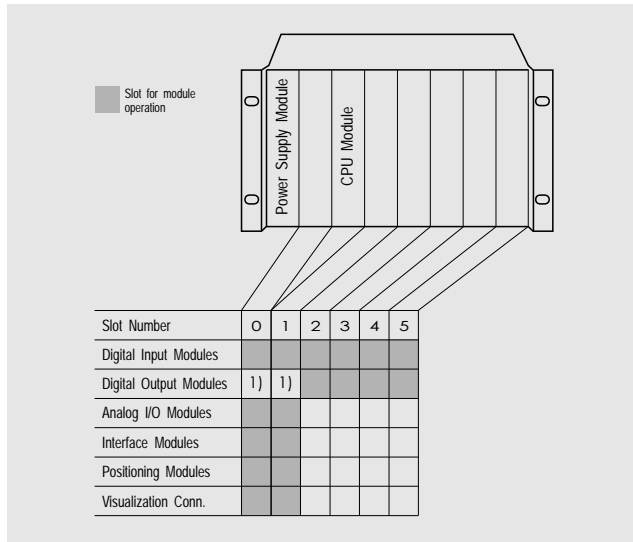 Slot for module
operation
Power Supply Module
CPU Module
Slot Number 0 1 2 3 4 5
Digital Input Modules
Digital Output Modules 1) 1)
Analog I/O Modules
Interface Modules
Positioning Modules
Visualization Conn.